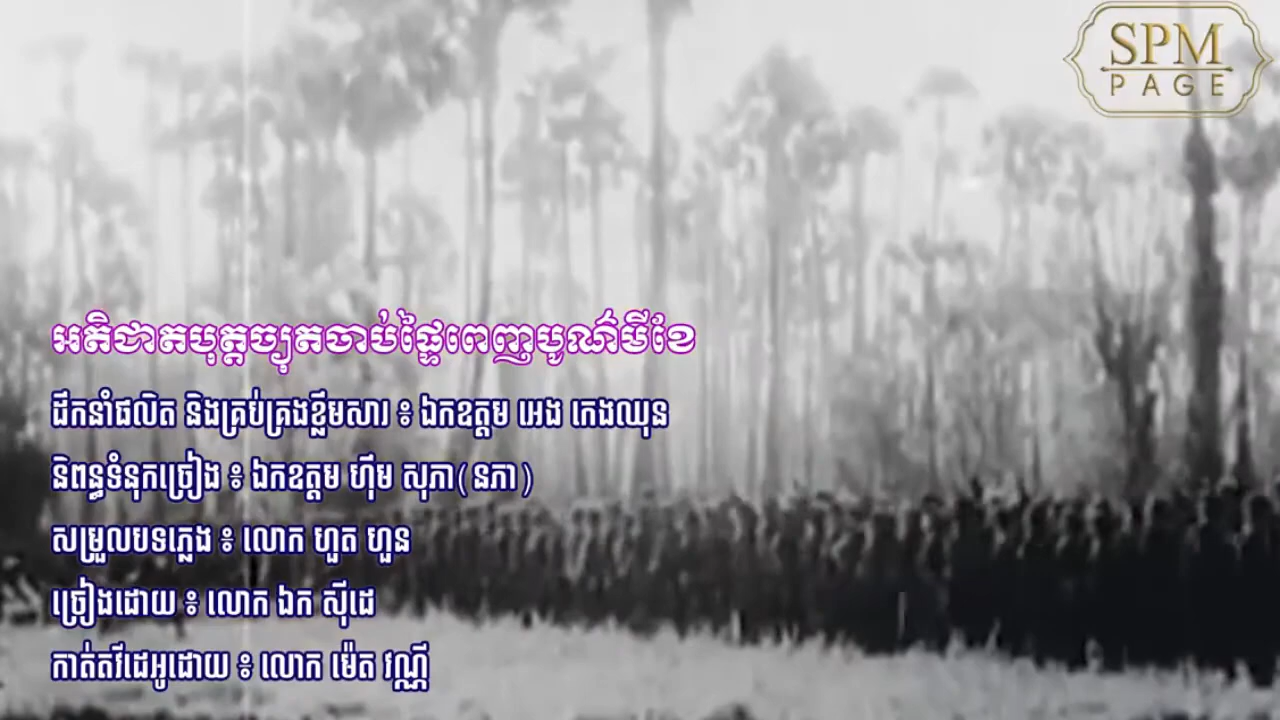 SPM
PAGE
អតិជាតបុត្តច្យុតចាប់ផ្ទៃពេញបូណ៌មីខែ
ដឹកនាំផលិត និងគ្រប់គ្រងខ្លឹមសារ ៖ ឯកឧត្តម អេង កេងឈុន
និពន្ធទំនុកច្រៀង ៖ ឯកឧត្តម ហ៊ឹម សុភា(នភា)
សម្រួលបទភ្លេង ៖ លោក ហួត ហួន
ច្រៀងដោយ ៖ លោក ឯក ស៊ីដេ
កាត់តវីដេអូដោយ ៖ លោក ម៉េត វណ្ណី